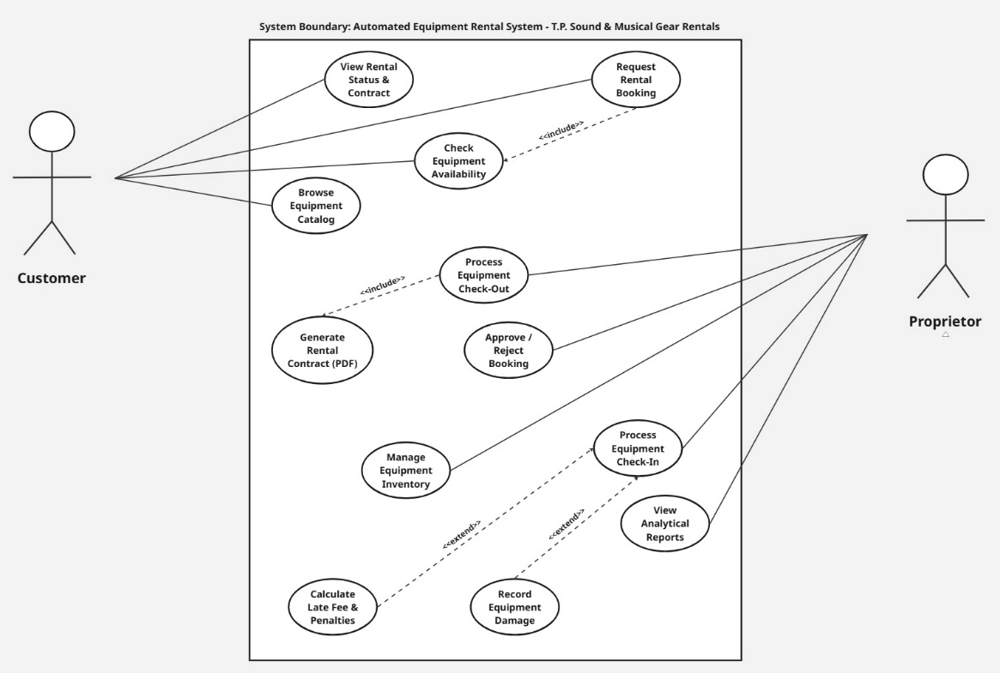 System Boundary: Automated Equipment Rental System - T.P. Sound & Musical Gear Rentals
View Rental
Status &
Contract
Request
Rental
Booking
<<include>>
Check
Equipment
Availability
Browse
Equipment
Catalog
Customer
Process
Equipment
Check-Out
<<include>>
Generate
Rental
Contract (PDF)
Approve /
Reject
Booking
Proprietor
Process
Equipment
Check-In
Manage
Equipment
Inventory
View
Analytical
Reports
<<extend>>
<<extend>>
Calculate
Late Fee &
Penalties
Record
Equipment
Damage